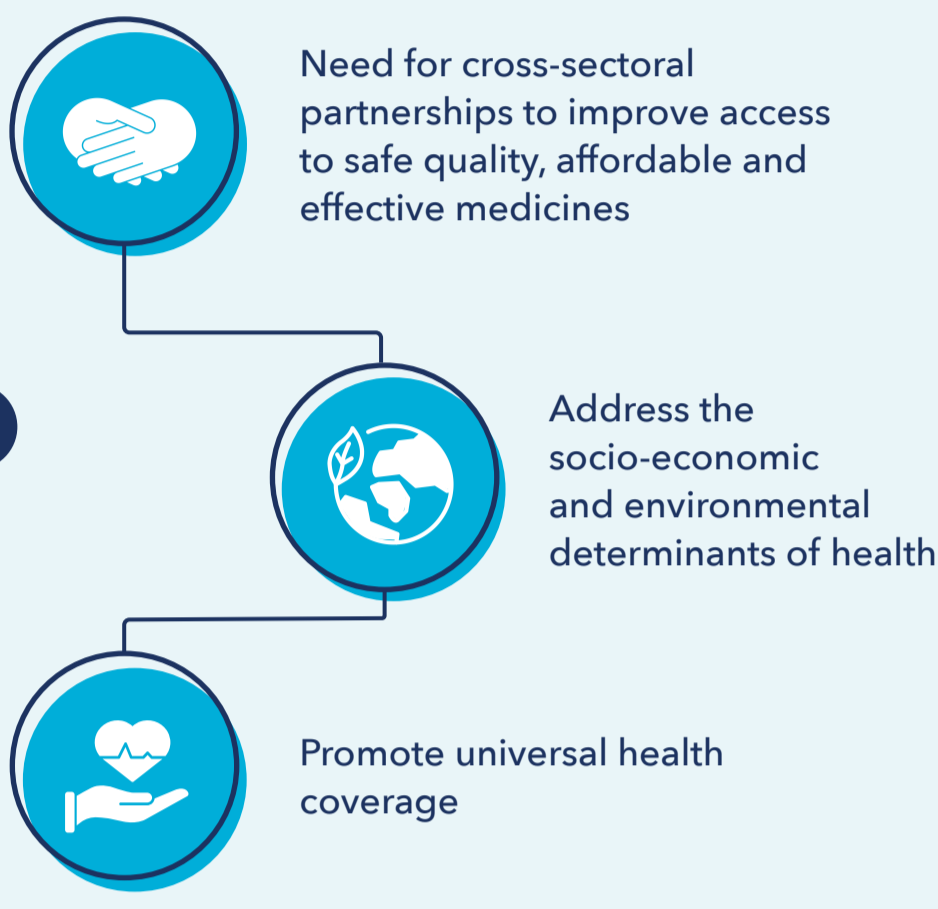 Need for cross-sectoral
partnerships to improve access
to safe quality, affordable and
effective medicines
Address the
socio-economic
and environmental
determinants of health
Promote universal health
coverage